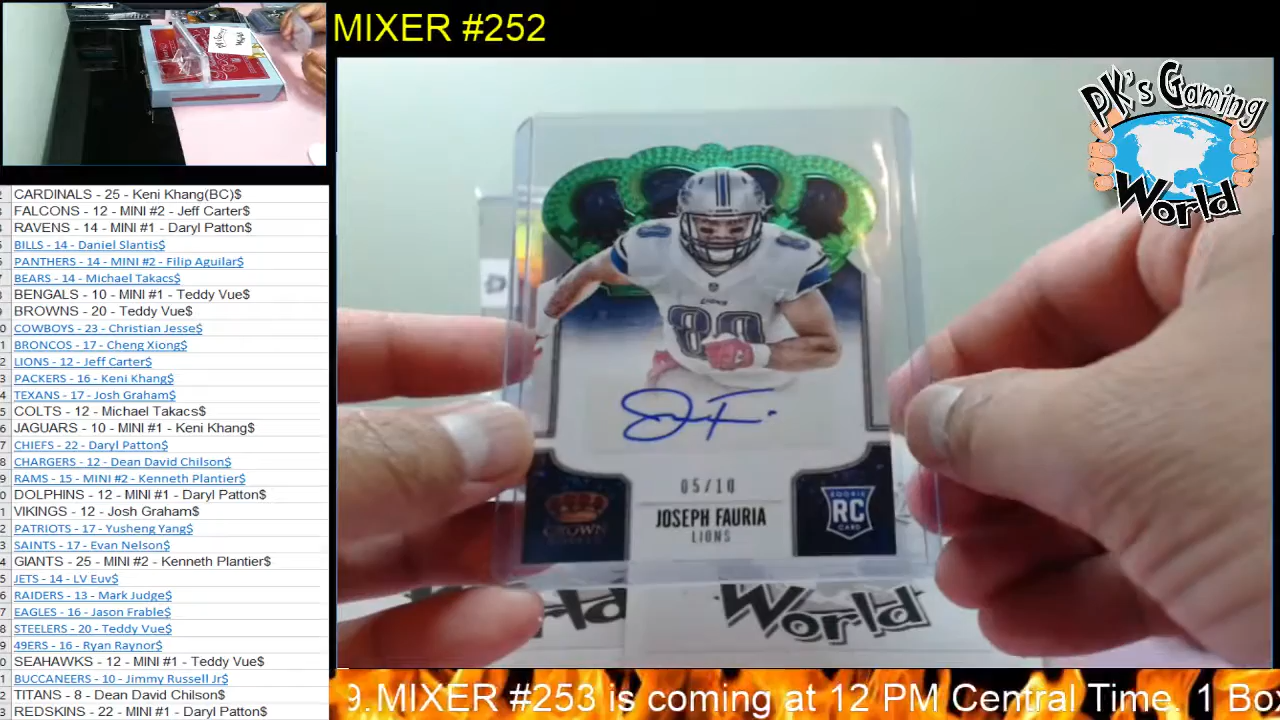 MIXER #252
PK's Gaming
World
CARDINALS - 25 - Keni Khang(BC)$
FALCONS - 12 - MINI #2 - Jeff Carter$
RAVENS - 14 - MINI #1 - Daryl Patton$
BILLS - 14 - Daniel Slantis$
PANTHERS - 14 - MINI #2 - Filip Aguilar$
BEARS - 14 - Michael Takacs$
BENGALS - 10 - MINI #1 - Teddy Vue$
BROWNS - 20 - Teddy Vue$
COWBOYS - 23 - Christian Jesse$
BRONCOS - 17 - Cheng Xiong$
LIONS - 12 - Jeff Carter$
PACKERS - 16 - Keni Khang$
TEXANS - 17 - Josh Graham$
COLTS - 12 - Michael Takacs$
JAGUARS - 10 - MINI #1 - Keni Khang$
CHIEFS - 22 - Daryl Patton$
CHARGERS - 12 - Dean David Chilson$
RAMS - 15 - MINI #2 - Kenneth Plantier$
DOLPHINS - 12 - MINI #1 - Daryl Patton$
VIKINGS - 12 - Josh Graham$
PATRIOTS - 17 - Yusheng Yang$
SAINTS - 17 - Evan Nelson$
GIANTS - 25 - MINI #2 - Kenneth Plantier$
JETS - 14 - LV Euv$
RAIDERS - 13 - Mark Judge$
EAGLES - 16 - Jason Frable$
STEELERS - 20 - Teddy Vue$
49ERS - 16 - Ryan Raynor$
SEAHAWKS - 12 - MINI #1 - Teddy Vue$
BUCCANEERS - 10 - Jimmy Russell Jr$
TITANS - 8 - Dean David Chilson$
REDSKINS - 22 - MINI #1 - Daryl Patton$
80
LIONS
80
05/10
JOSEPH FAURIA
LIONS
CROWN
ROOKIE
RC
CARD
World
9.MIXER #253 is coming at 12 PM Central Time. 1 Box